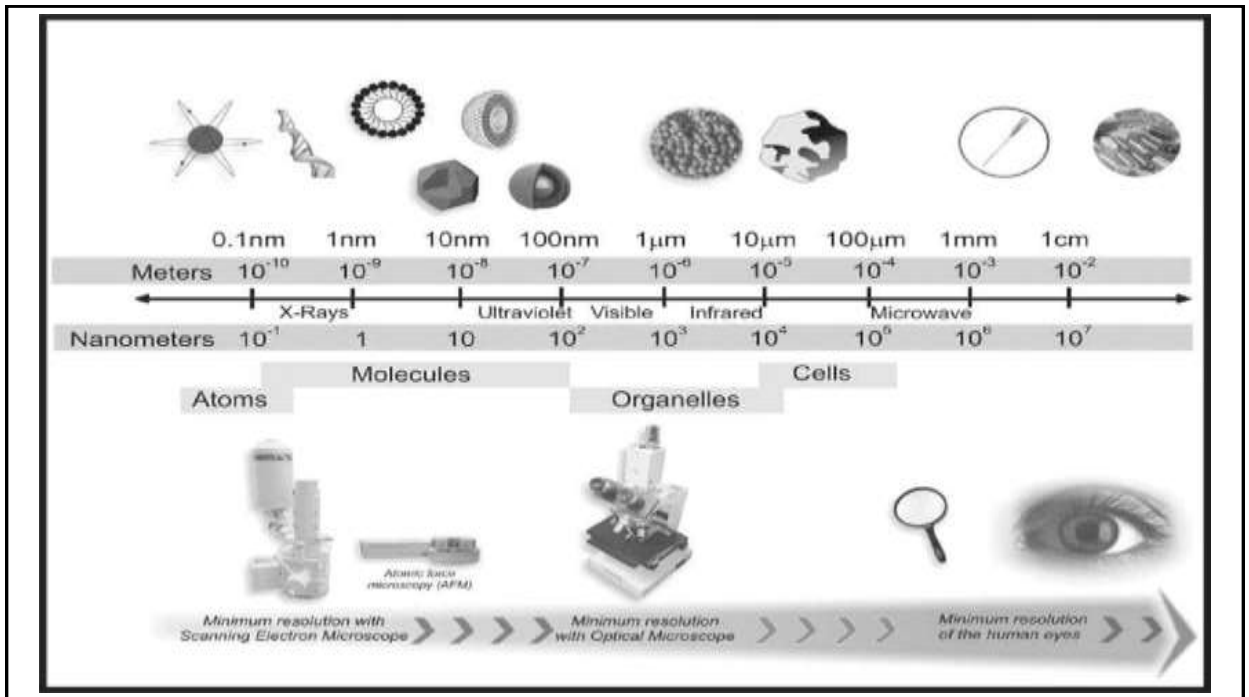 0.1nm 1nm 10nm 100nm 1μm 10μm 100μm 1mm 1cm
Meters 10⁻¹⁰ 10⁻⁹ 10⁻⁸ 10⁻⁷ 10⁻⁶ 10⁻⁵ 10⁻⁴ 10⁻³ 10⁻²
X-Rays Ultraviolet Visible Infrared Microwave
Nanometers 10⁻¹ 1 10 10² 10³ 10⁴ 10⁵ 10⁶ 10⁷
Molecules Cells
Atoms Organelles
Atomic force
microscopy (AFM)
Minimum resolution with
Scanning Electron Microscope
Minimum resolution
with Optical Microscope
Minimum resolution
of the human eyes